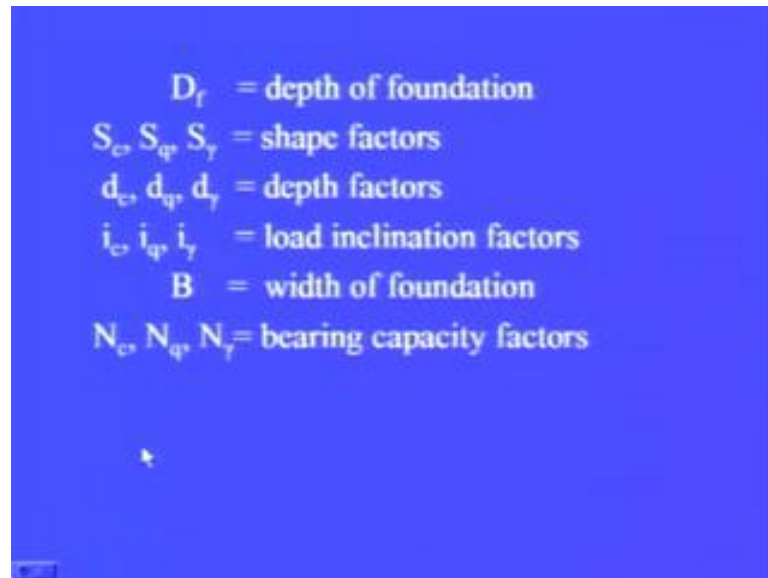 D_f = depth of foundation
S_c, S_q, S_γ = shape factors
d_c, d_q, d_γ = depth factors
i_c, i_q, i_γ = load inclination factors
B = width of foundation
N_c, N_q, N_γ = bearing capacity factors